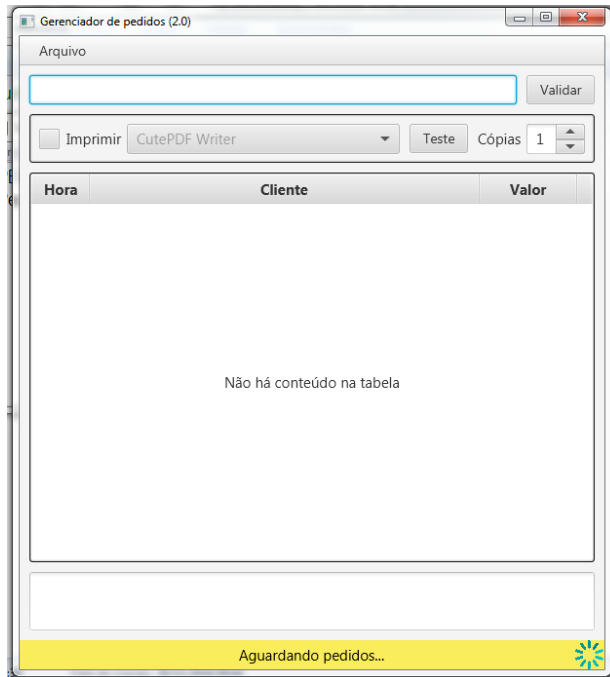 Gerenciador de pedidos (2.0)
Arquivo
Validar
Imprimir CutePDF Writer Teste Cópias 1
Hora Cliente Valor
Não há conteúdo na tabela
Aguardando pedidos...